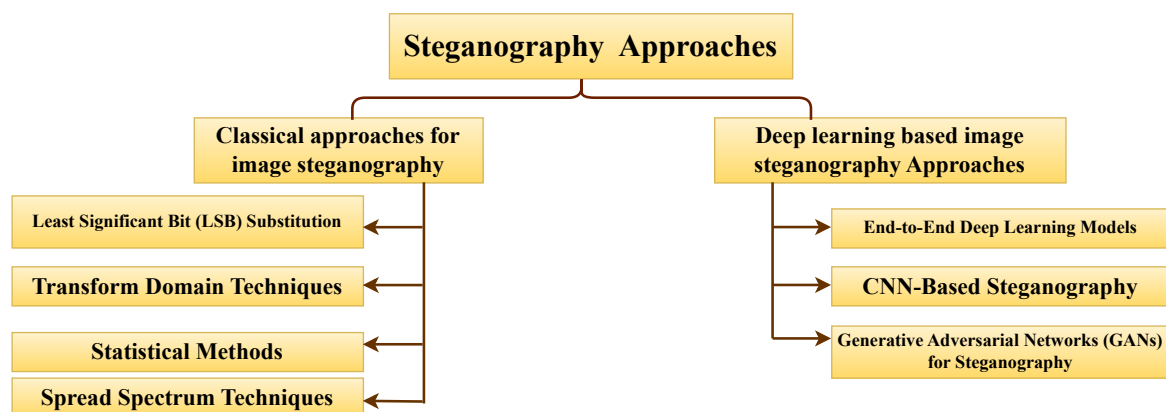 Steganography Approaches
Classical approaches for
image steganography
Least Significant Bit (LSB) Substitution
Transform Domain Techniques
Statistical Methods
Spread Spectrum Techniques
Deep learning based image
steganography Approaches
End-to-End Deep Learning Models
CNN-Based Steganography
Generative Adversarial Networks (GANs)
for Steganography